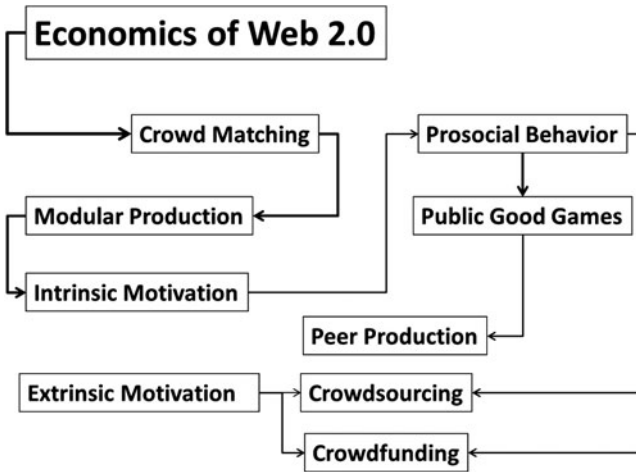 Economics of Web 2.0
Crowd Matching
Prosocial Behavior
Modular Production
Public Good Games
Intrinsic Motivation
Peer Production
Extrinsic Motivation
Crowdsourcing
Crowdfunding